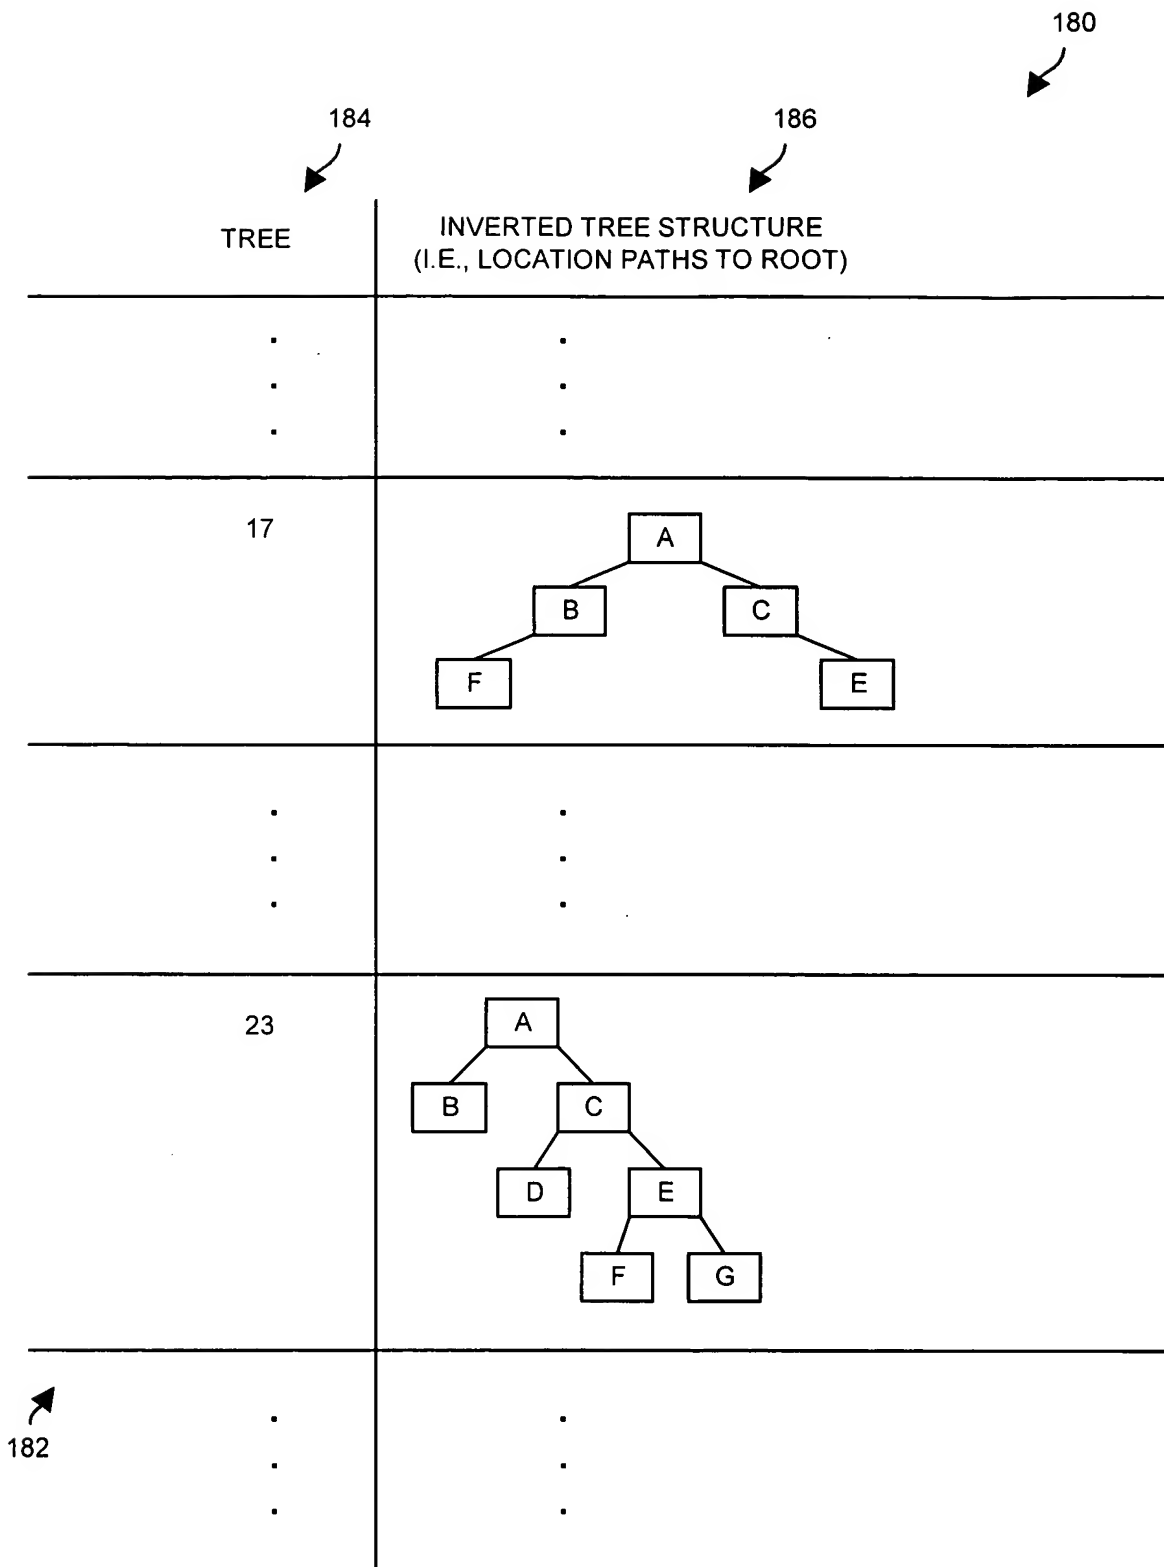 180
184
186
TREE
INVERTED TREE STRUCTURE
(I.E., LOCATION PATHS TO ROOT)
17
A
B
C
F
E
23
A
B
C
D
E
F
G
182